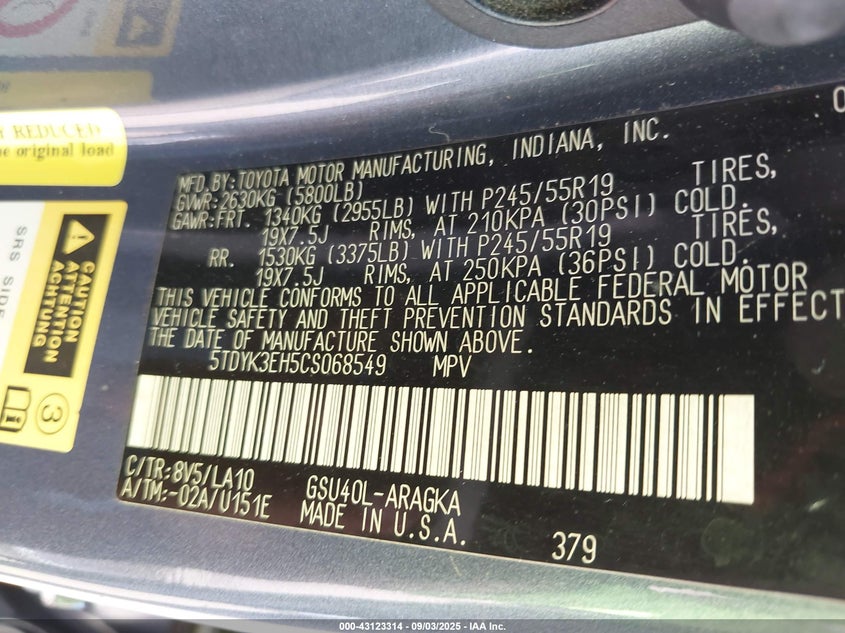 0
Y REDUCED
he original load
MFD.BY:TOYOTA MOTOR MANUFACTURING, INDIANA, INC.
GVWR:2630KG (5800LB)
GAWR:FRT. 1340KG (2955LB) WITH P245/55R19 TIRES,
19X7.5J RIMS, AT 210KPA (30PSI) COLD.
RR. 1530KG (3375LB) WITH P245/55R19 TIRES,
19X7.5J RIMS, AT 250KPA (36PSI) COLD.
THIS VEHICLE CONFORMS TO ALL APPLICABLE FEDERAL MOTOR
VEHICLE SAFETY AND THEFT PREVENTION STANDARDS IN EFFECT
THE DATE OF MANUFACTURE SHOWN ABOVE.
5TDYK3EH5CS068549 MPV
C/TR:8V5/LA10
A/TM:-02A/U151E
GSU40L-ARAGKA
MADE IN U.S.A.
379
CAUTION
ATTENTION
ACHTUNG
SRS SIDE
3
000-43123314 - 09/03/2025 - IAA Inc.